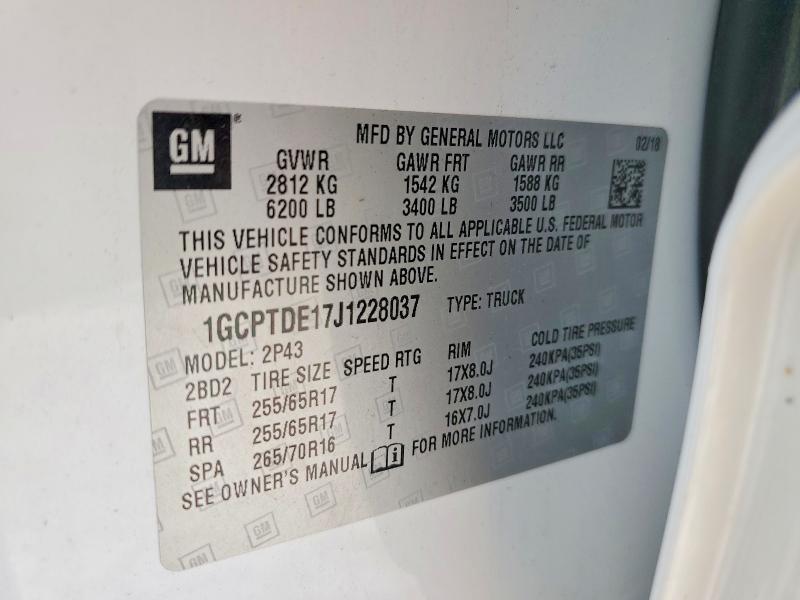 GM ® MFD BY GENERAL MOTORS LLC 02/18
GVWR GAWR FRT GAWR RR
2812 KG 1542 KG 1588 KG
6200 LB 3400 LB 3500 LB
THIS VEHICLE CONFORMS TO ALL APPLICABLE U.S. FEDERAL MOTOR
VEHICLE SAFETY STANDARDS IN EFFECT ON THE DATE OF
MANUFACTURE SHOWN ABOVE.
1GCPTDE17J1228037 TYPE: TRUCK
MODEL: 2P43
2BD2 TIRE SIZE SPEED RTG RIM COLD TIRE PRESSURE
FRT 255/65R17 T 17X8.0J 240KPA(35PSI)
RR 255/65R17 T 17X8.0J 240KPA(35PSI)
SPA 265/70R16 T 16X7.0J 240KPA(35PSI)
SEE OWNER'S MANUAL i FOR MORE INFORMATION.